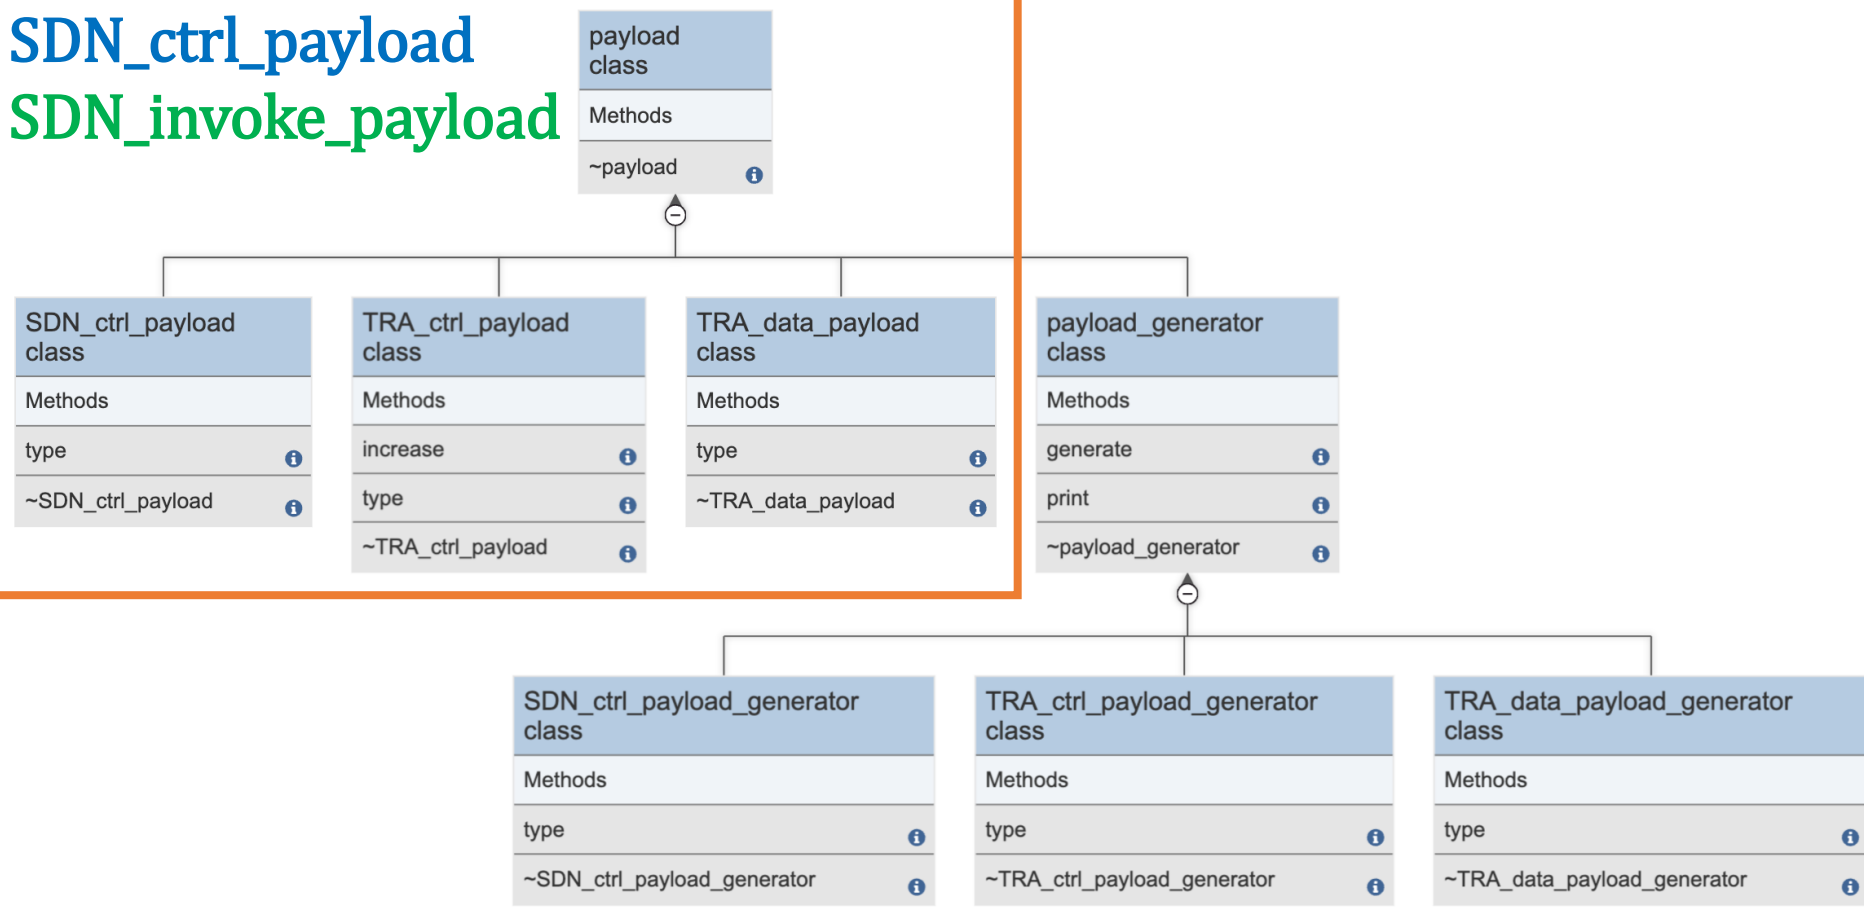 SDN_ctrl_payload
SDN_invoke_payload
payload
class
Methods
~payload
SDN_ctrl_payload
class
Methods
type
~SDN_ctrl_payload
TRA_ctrl_payload
class
Methods
increase
type
~TRA_ctrl_payload
TRA_data_payload
class
Methods
type
~TRA_data_payload
payload_generator
class
Methods
generate
print
~payload_generator
SDN_ctrl_payload_generator
class
Methods
type
~SDN_ctrl_payload_generator
TRA_ctrl_payload_generator
class
Methods
type
~TRA_ctrl_payload_generator
TRA_data_payload_generator
class
Methods
type
~TRA_data_payload_generator